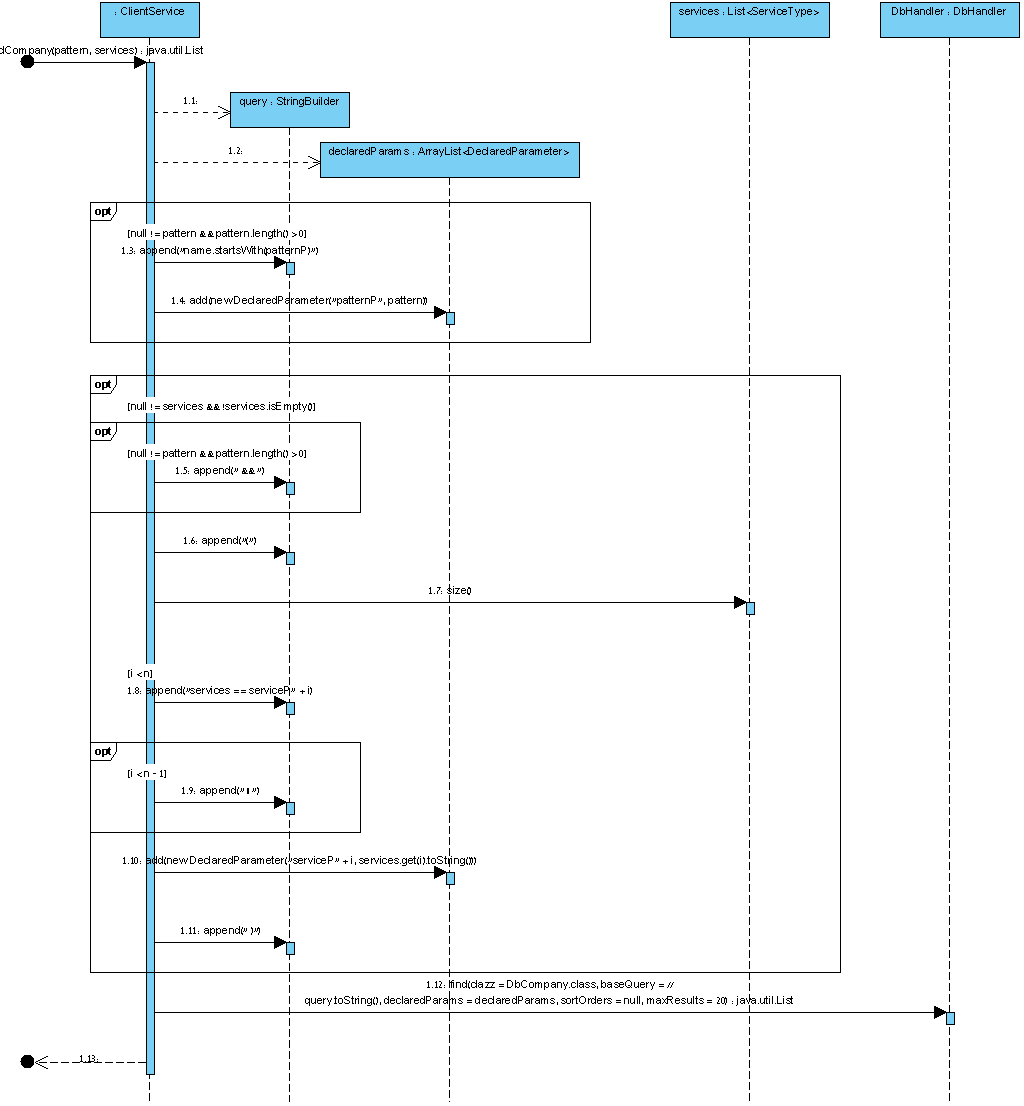 : ClientService
services : List<ServiceType>
DbHandler : DbHandler
dCompany(pattern, services) : java.util.List
1.1:
query : StringBuilder
1.2:
declaredParams : ArrayList<DeclaredParameter>
opt
[null != pattern && pattern.length() > 0]
1.3: append("name.startsWith(patternP)")
1.4: add(new DeclaredParameter("patternP", pattern))
opt
[null != services && !services.isEmpty()]
opt
[null != pattern && pattern.length() > 0]
1.5: append(" && ")
1.6: append("(")
1.7: size()
[i < n]
1.8: append("services == serviceP" + i)
opt
[i < n - 1]
1.9: append(" || ")
1.10: add(new DeclaredParameter("serviceP" + i, services.get(i).toString()))
1.11: append(" )")
1.12: find(clazz = DbCompany.class, baseQuery = //
query.toString(), declaredParams = declaredParams, sortOrders = null, maxResults = 20) : java.util.List
1.13: